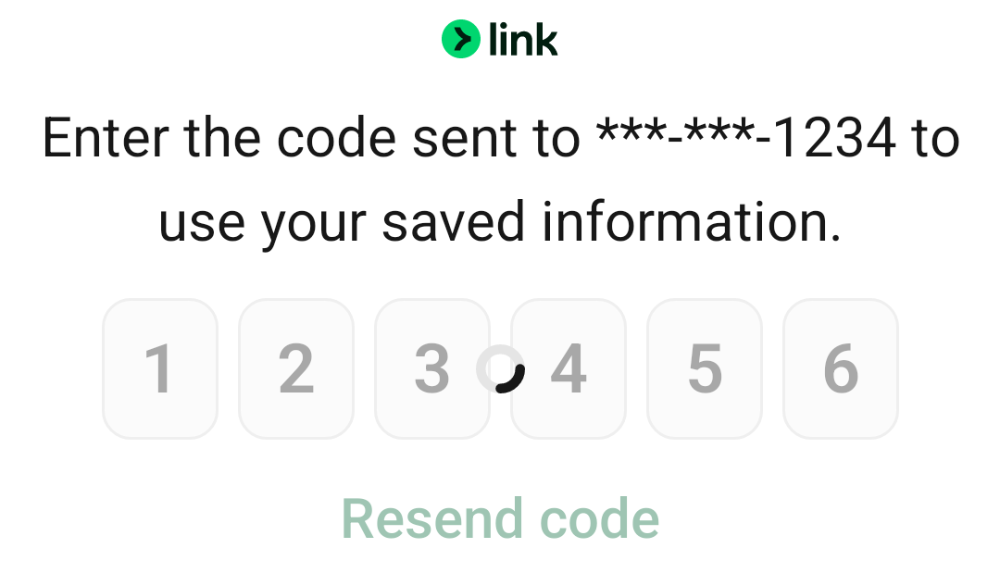 link
Enter the code sent to ***-***-1234 to
use your saved information.
1 2 3 4 5 6
Resend code